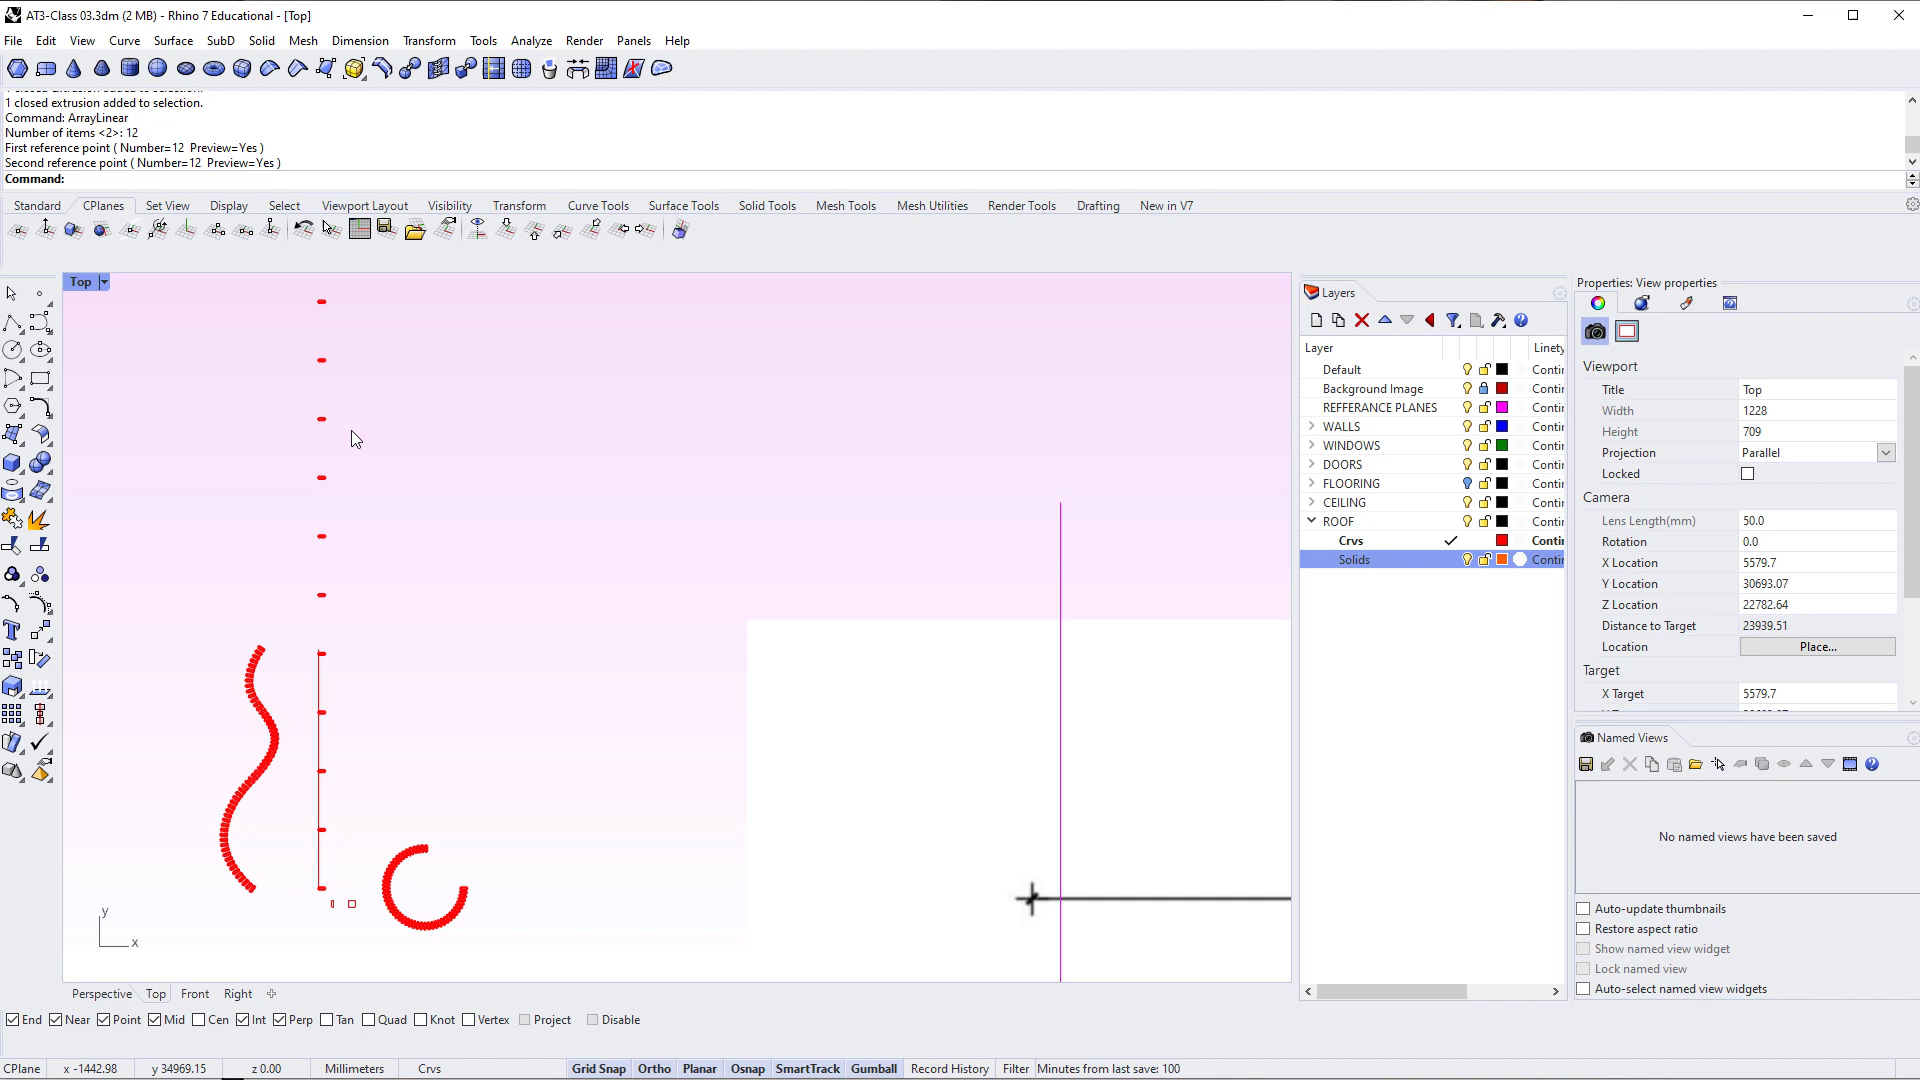 AT3-Class 03.3dm (2 MB) - Rhino 7 Educational - [Top]
File Edit View Curve Surface SubD Solid Mesh Dimension Transform Tools Analyze Render Panels Help
1 closed extrusion added to selection.
Command: ArrayLinear
Number of items <2>: 12
First reference point ( Number=12 Preview=Yes )
Second reference point ( Number=12 Preview=Yes )
Command:
Standard CPlanes Set View Display Select Viewport Layout Visibility Transform Curve Tools Surface Tools Solid Tools Mesh Tools Mesh Utilities Render Tools Drafting New in V7
Top
y
x
Perspective Top Front Right
Layers
Layer Linety
Default Contir
Background Image Contir
REFFERANCE PLANES Contir
WALLS Contir
WINDOWS Contir
DOORS Contir
FLOORING Contir
CEILING Contir
ROOF Contir
Crvs Contir
Solids Contir
Properties: View properties
Viewport
Title Top
Width 1228
Height 709
Projection Parallel
Locked
Camera
Lens Length(mm) 50.0
Rotation 0.0
X Location 5579.7
Y Location 30693.07
Z Location 22782.64
Distance to Target 23939.51
Location Place...
Target
X Target 5579.7
Named Views
No named views have been saved
Auto-update thumbnails
Restore aspect ratio
Show named view widget
Lock named view
Auto-select named view widgets
End Near Point Mid Cen Int Perp Tan Quad Knot Vertex Project Disable
CPlane x -1442.98 y 34969.15 z 0.00 Millimeters Crvs Grid Snap Ortho Planar Osnap SmartTrack Gumball Record History Filter Minutes from last save: 100